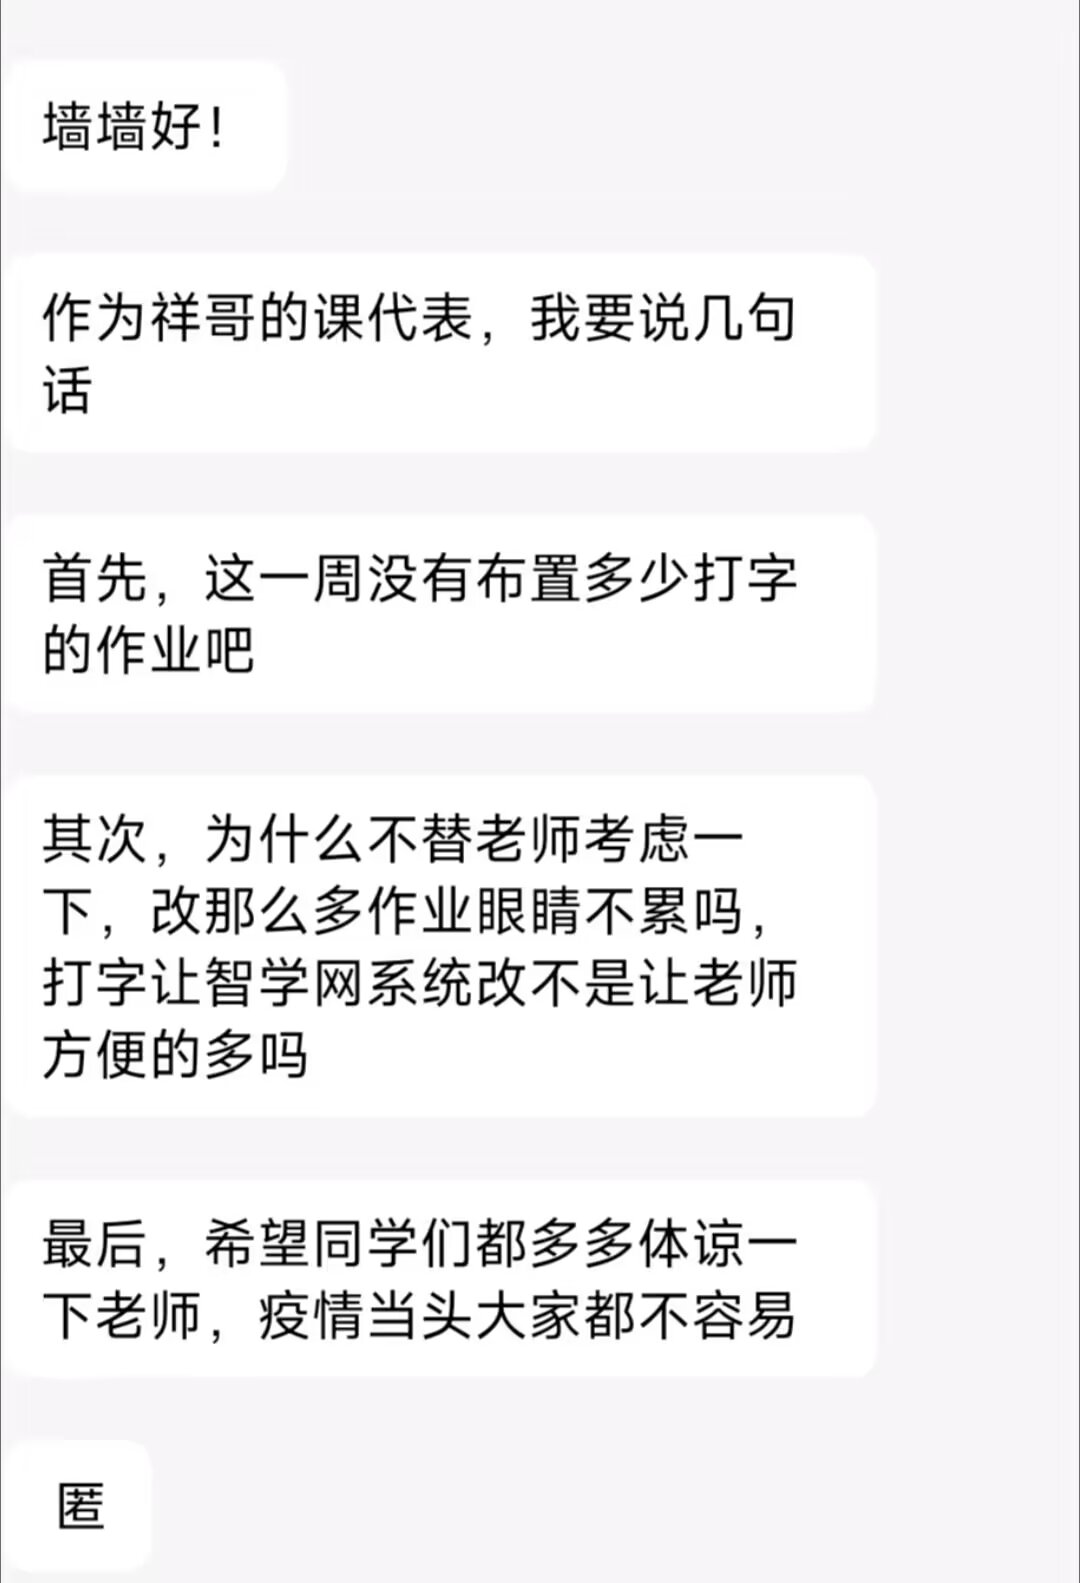 墙墙好！
作为祥哥的课代表，我要说几句
话
首先，这一周没有布置多少打字
的作业吧
其次，为什么不替老师考虑一
下，改那么多作业眼睛不累吗，
打字让智学网系统改不是让老师
方便的多吗
最后，希望同学们都多多体谅一
下老师，疫情当头大家都不容易
匿